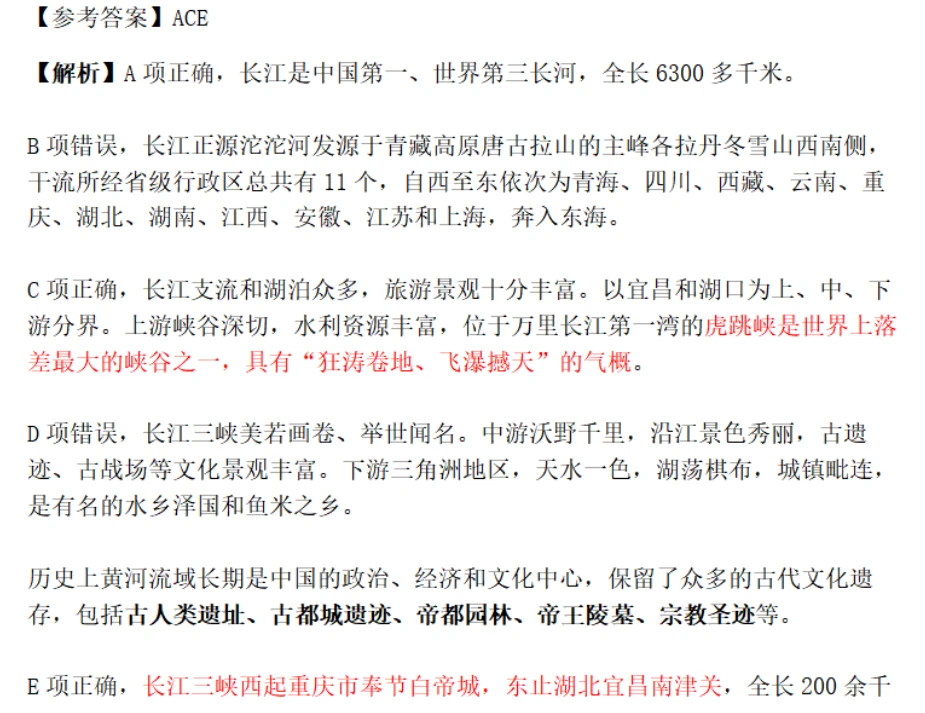 【参考答案】ACE
【解析】A 项正确，长江是中国第一、世界第三长河，全长 6300 多千米。
B 项错误，长江正源沱沱河发源于青藏高原唐古拉山的主峰各拉丹冬雪山西南侧，
干流所经省级行政区总共有 11 个，自西至东依次为青海、四川、西藏、云南、重
庆、湖北、湖南、江西、安徽、江苏和上海，奔入东海。
C 项正确，长江支流和湖泊众多，旅游景观十分丰富。以宜昌和湖口为上、中、下
游分界。上游峡谷深切，水利资源丰富，位于万里长江第一湾的虎跳峡是世界上落
差最大的峡谷之一，具有“狂涛卷地、飞瀑撼天”的气概。
D 项错误，长江三峡美若画卷、举世闻名。中游沃野千里，沿江景色秀丽，古遗
迹、古战场等文化景观丰富。下游三角洲地区，天水一色，湖荡棋布，城镇毗连，
是有名的水乡泽国和鱼米之乡。
历史上黄河流域长期是中国的政治、经济和文化中心，保留了众多的古代文化遗
存，包括古人类遗址、古都城遗迹、帝都园林、帝王陵墓、宗教圣迹等。
E 项正确，长江三峡西起重庆市奉节白帝城，东止湖北宜昌南津关，全长 200 余千